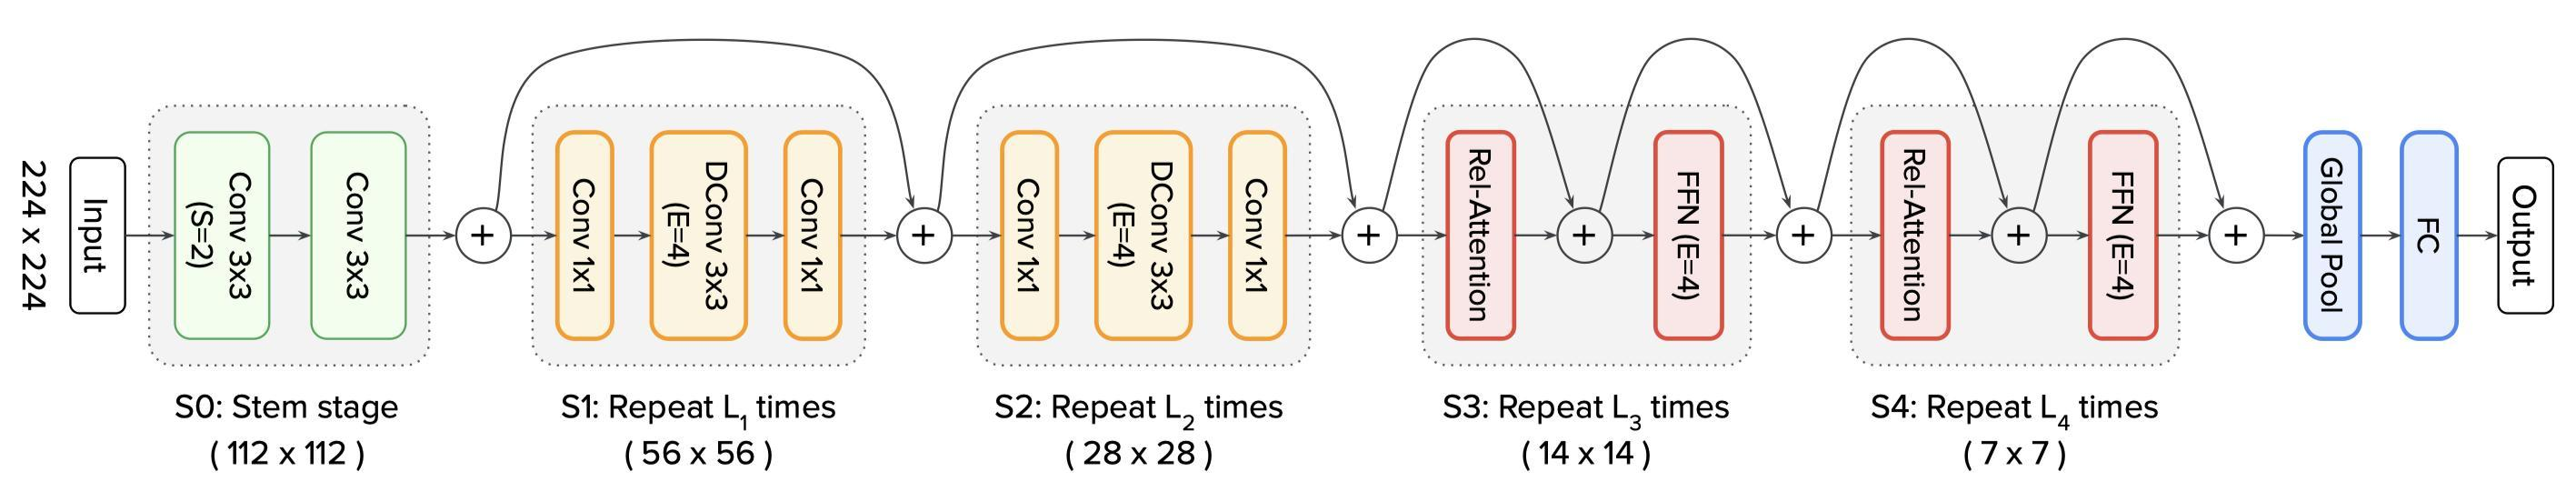 224 x 224
Input
Conv 3x3
(S=2)
Conv 3x3
+
Conv 1x1
DConv 3x3
(E=4)
Conv 1x1
+
Conv 1x1
DConv 3x3
(E=4)
Conv 1x1
+
Rel-Attention
+
FFN (E=4)
+
Rel-Attention
+
FFN (E=4)
+
Global Pool
FC
Output
S0: Stem stage
( 112 x 112 )
S1: Repeat L1 times
( 56 x 56 )
S2: Repeat L2 times
( 28 x 28 )
S3: Repeat L3 times
( 14 x 14 )
S4: Repeat L4 times
( 7 x 7 )